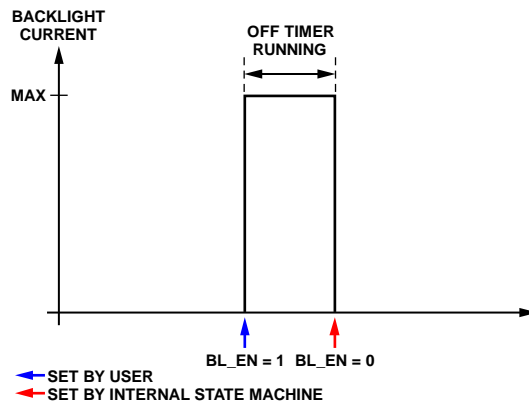 BACKLIGHT
CURRENT
OFF TIMER
RUNNING
MAX
BL_EN = 1 BL_EN = 0
SET BY USER
SET BY INTERNAL STATE MACHINE